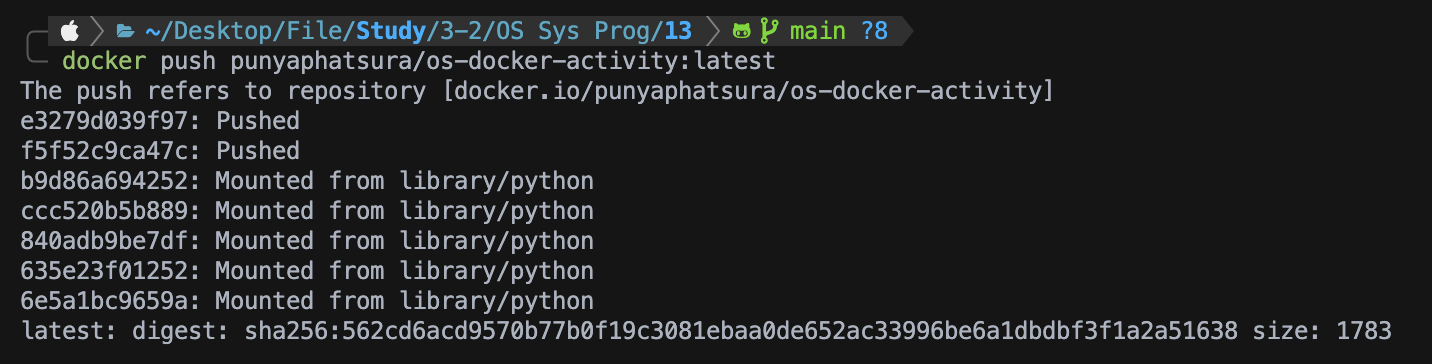 ~/Desktop/File/Study/3-2/OS Sys Prog/13 main ?8
docker push punyaphatsura/os-docker-activity:latest
The push refers to repository [docker.io/punyaphatsura/os-docker-activity]
e3279d039f97: Pushed
f5f52c9ca47c: Pushed
b9d86a694252: Mounted from library/python
ccc520b5b889: Mounted from library/python
840adb9be7df: Mounted from library/python
635e23f01252: Mounted from library/python
6e5a1bc9659a: Mounted from library/python
latest: digest: sha256:562cd6acd9570b77b0f19c3081ebaa0de652ac33996be6a1dbdbf3f1a2a51638 size: 1783